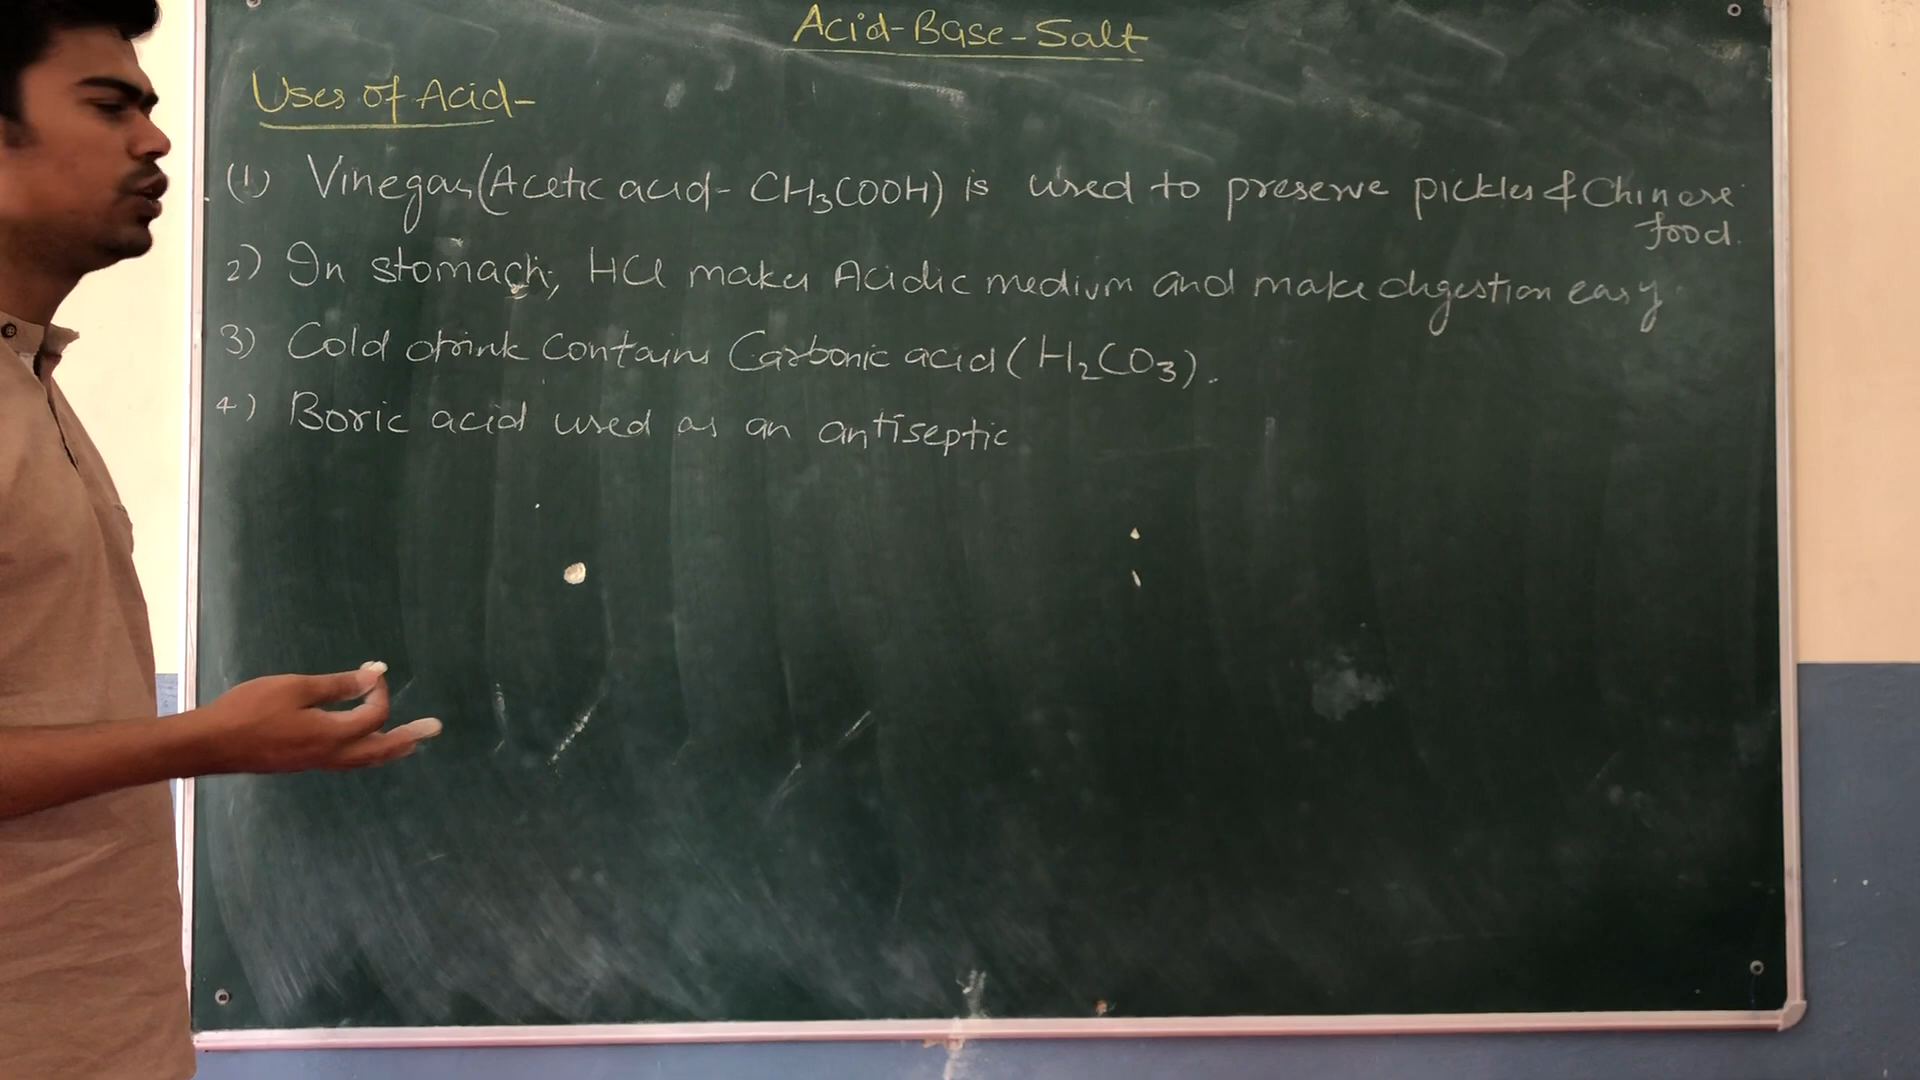 Acid-Base-Salt
Uses of Acid-
(1) Vinegar (Acetic acid - CH₃COOH) is used to preserve pickles & Chinese
food.
2) In stomach, HCl makes Acidic medium and make digestion easy.
3) Cold drink contains Carbonic acid (H₂CO₃).
4) Boric acid used as an antiseptic